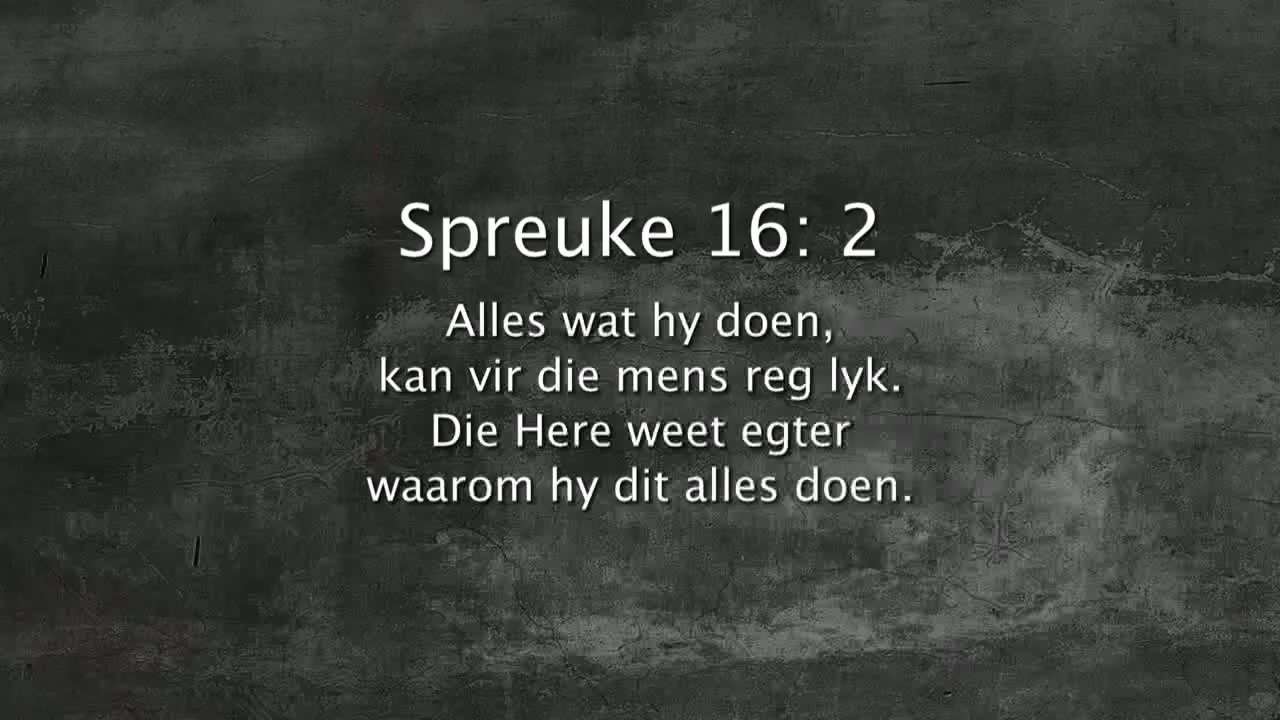 Spreuke 16: 2
Alles wat hy doen,
kan vir die mens reg lyk.
Die Here weet egter
waarom hy dit alles doen.